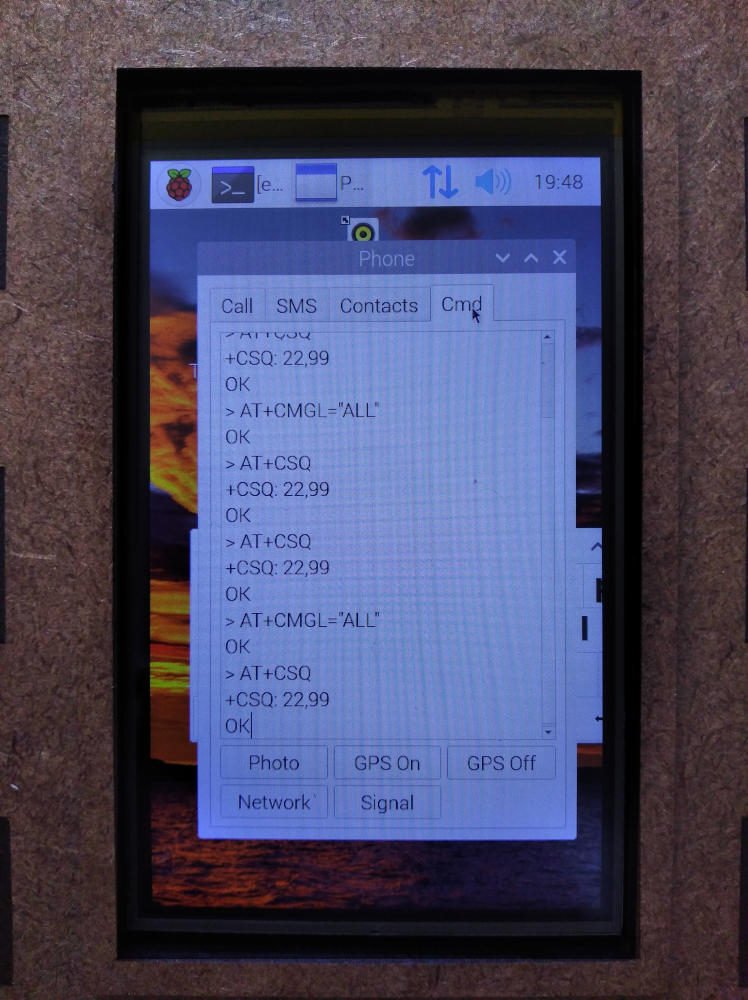 [e... P... 19:48
Phone
Call SMS Contacts Cmd
> AT+CSQ
+CSQ: 22,99
OK
> AT+CMGL="ALL"
OK
> AT+CSQ
+CSQ: 22,99
OK
> AT+CSQ
+CSQ: 22,99
OK
> AT+CMGL="ALL"
OK
> AT+CSQ
+CSQ: 22,99
OK
Photo GPS On GPS Off
Network Signal